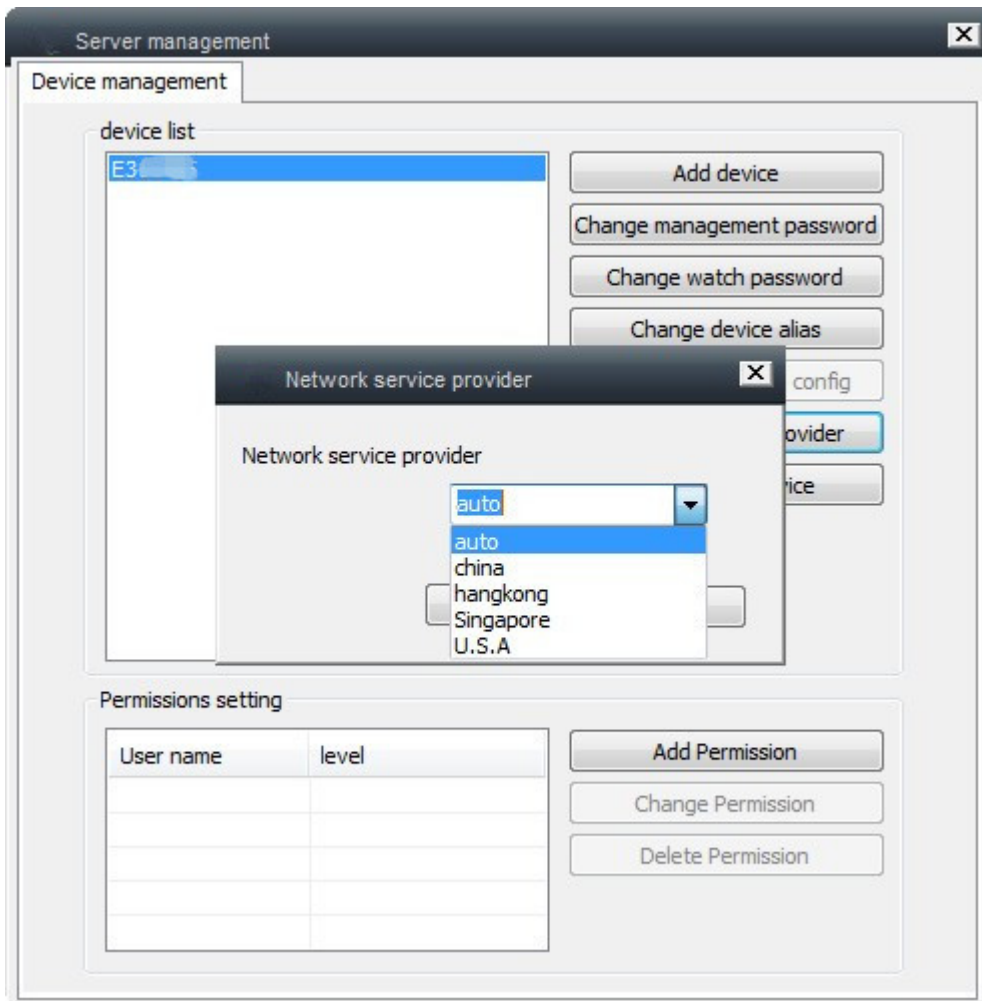 Server management
Device management
device list
E3
Add device
Change management password
Change watch password
Change device alias
config
Network service provider
Network service provider
auto
auto
china
hangkong
Singapore
U.S.A
Permissions setting
User name level
Add Permission
Change Permission
Delete Permission